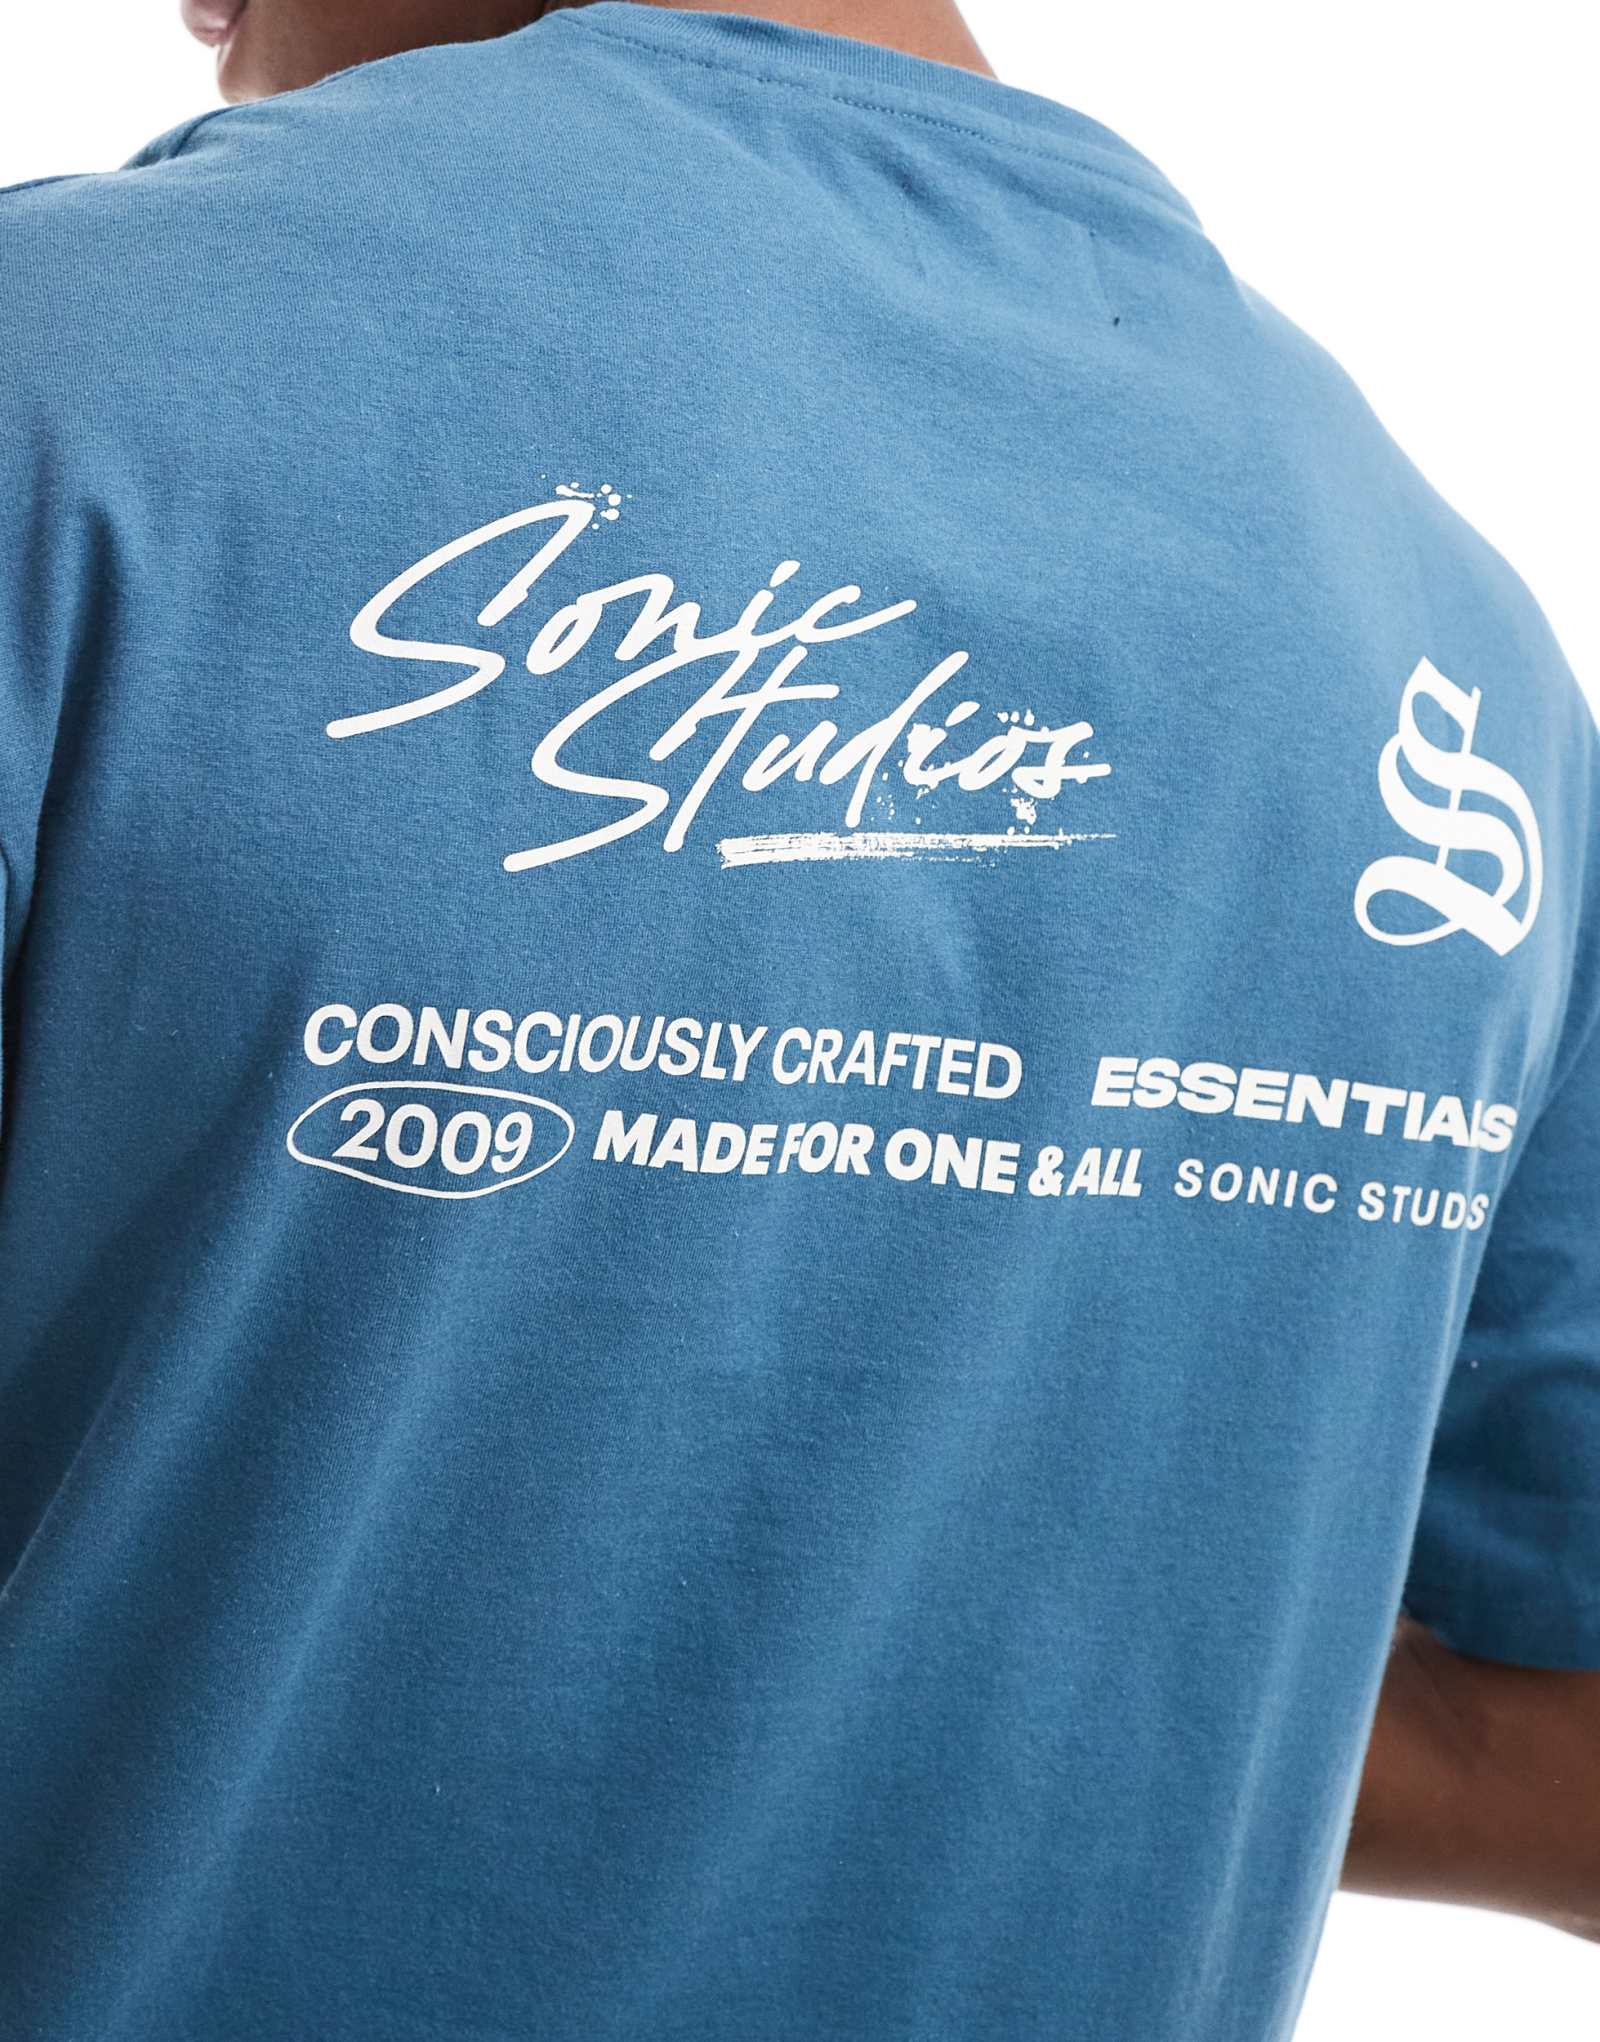 Sonic
Studios
S
CONSCIOUSLY CRAFTED ESSENTIALS
2009 MADE FOR ONE & ALL SONIC STUDS